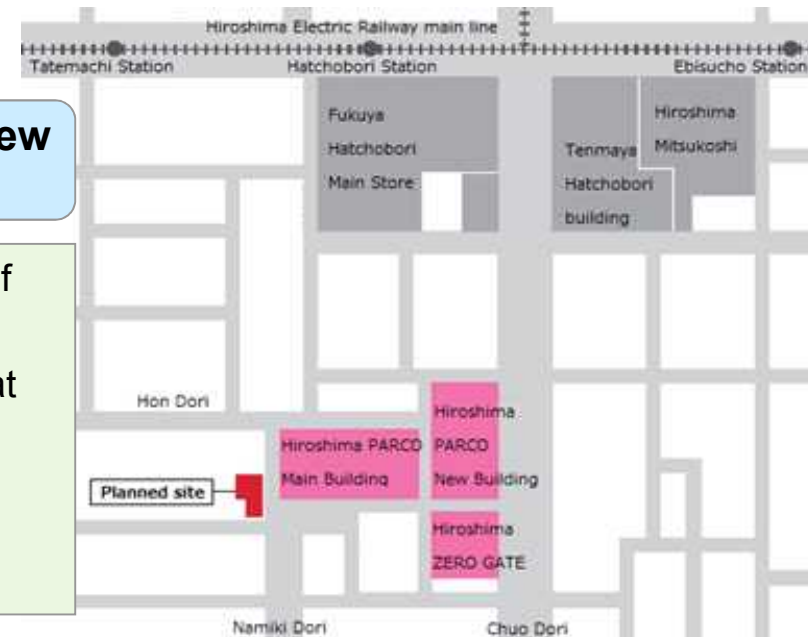 Hiroshima Electric Railway main line
Tatemachi Station
Hatchobori Station
Ebisucho Station
ew
f
at
Fukuya
Hatchobori
Main Store
Tenmaya
Hatchobori
building
Hiroshima
Mitsukoshi
Hon Dori
Hiroshima PARCO
Main Building
Hiroshima
PARCO
New Building
Planned site
Hiroshima
ZERO GATE
Namiki Dori
Chuo Dori